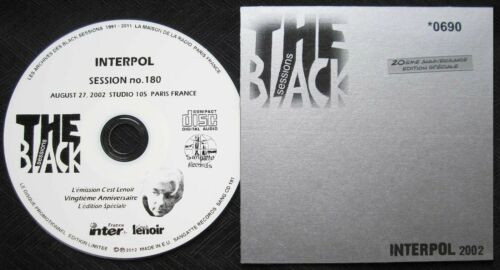 LES ARCHIVES DES BLACK SESSIONS 1991 - 2011 LA MAISON DE LA RADIO PARIS FRANCE
INTERPOL
SESSION no.180
AUGUST 27, 2002 STUDIO 105 PARIS FRANCE
THE
BLACK
sessions
COMPACT
disc
DIGITAL AUDIO
Sangatte
Records
L'émission C'est Lenoir
Vingtième Anniversaire
L'édition Spéciale
France
inter
lenoir
LE DISQUE PROMOTIONNEL EDITION LIMITEE ©℗2012 MADE IN E.U. SANGATTE RECORDS SANG CD 181
*0690
THE
BLACK
sessions
20ème ANNIVERSAIRE
EDITION SPÉCIALE
INTERPOL 2002